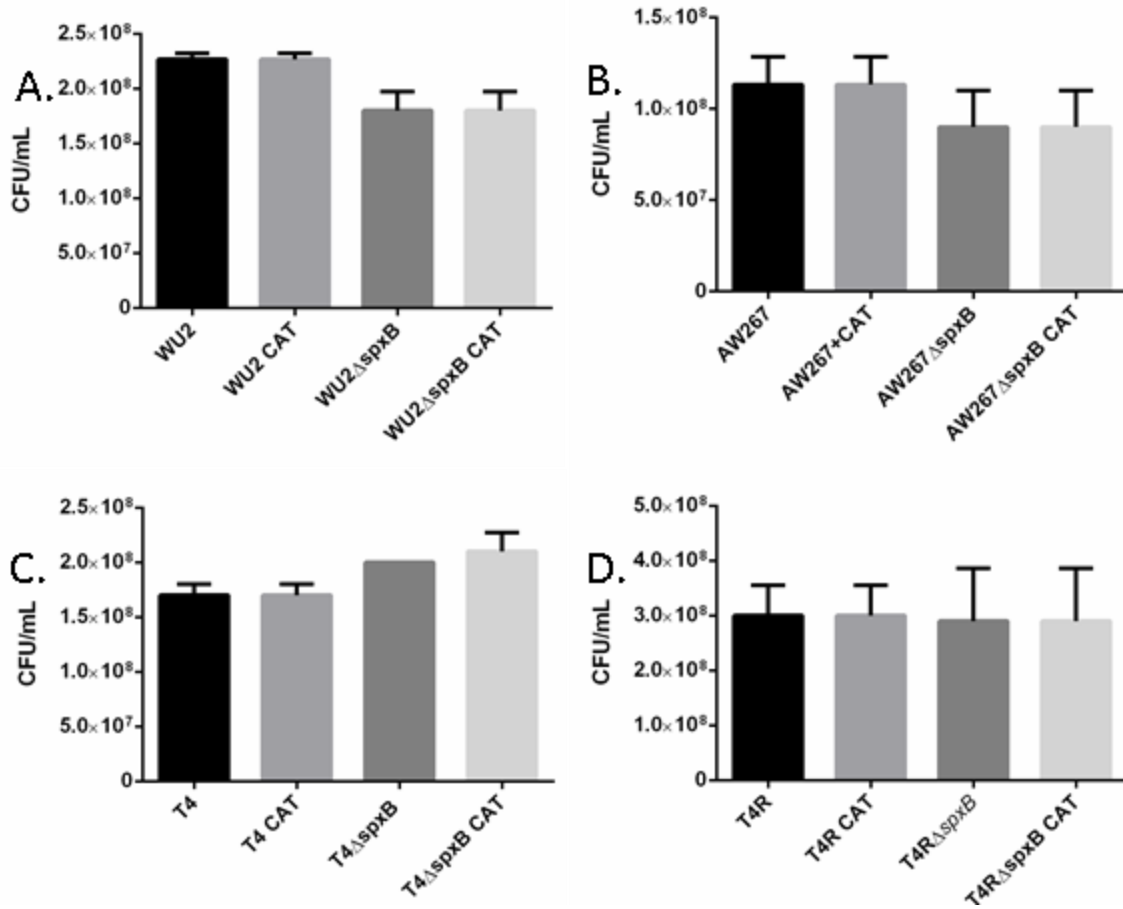 A.
CFU/mL
2.5×10⁸
2.0×10⁸
1.5×10⁸
1.0×10⁸
5.0×10⁷
0
WU2
WU2 CAT
WU2ΔspxB
WU2ΔspxB CAT
B.
CFU/mL
1.5×10⁸
1.0×10⁸
5.0×10⁷
0
AW267
AW267+CAT
AW267ΔspxB
AW267ΔspxB CAT
C.
CFU/mL
2.5×10⁸
2.0×10⁸
1.5×10⁸
1.0×10⁸
5.0×10⁷
0
T4
T4 CAT
T4ΔspxB
T4ΔspxB CAT
D.
CFU/mL
5.0×10⁸
4.0×10⁸
3.0×10⁸
2.0×10⁸
1.0×10⁸
0
T4R
T4R CAT
T4RΔspxB
T4RΔspxB CAT